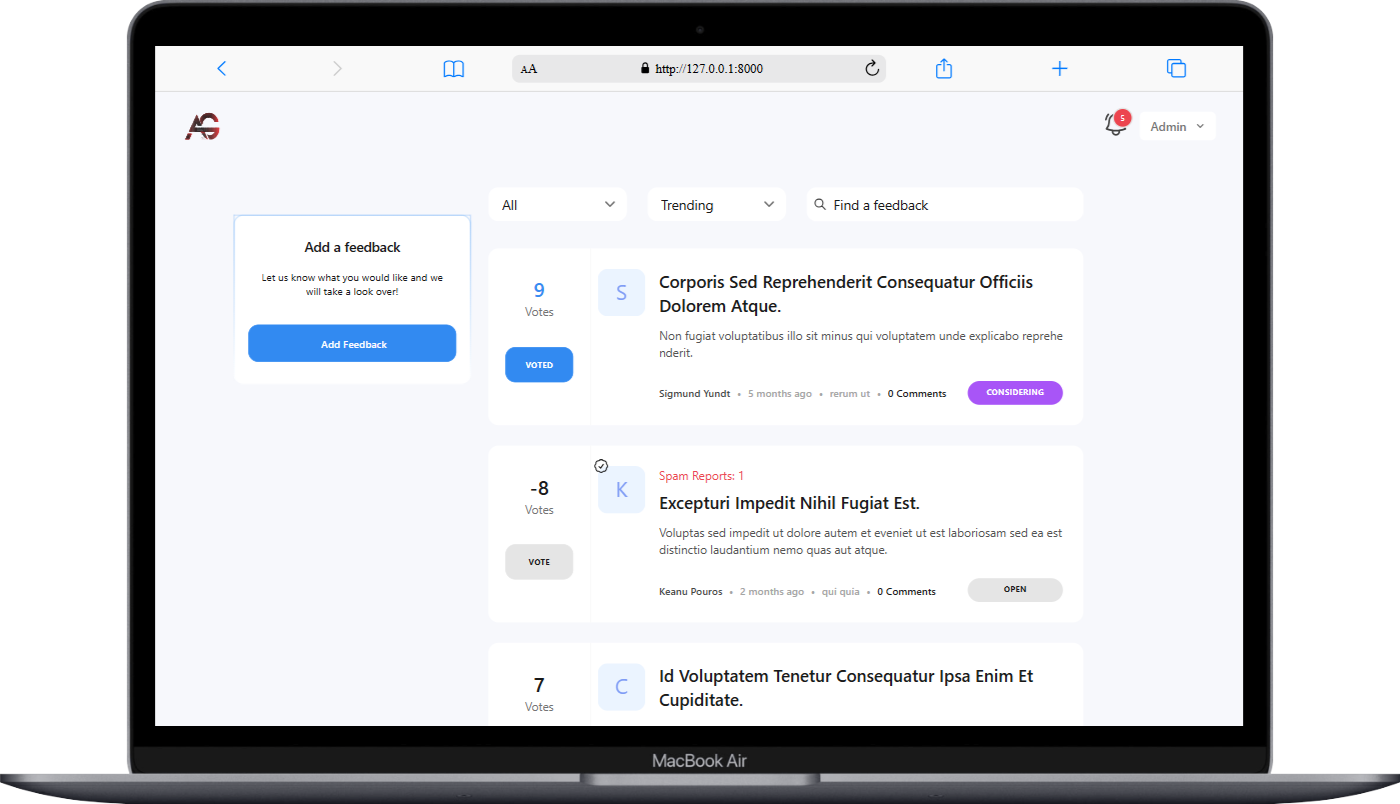 AA http://127.0.0.1:8000
AG
5
Admin
All
Trending
Find a feedback
Add a feedback
Let us know what you would like and we
will take a look over!
Add Feedback
9
Votes
VOTED
S
Corporis Sed Reprehenderit Consequatur Officiis
Dolorem Atque.
Non fugiat voluptatibus illo sit minus qui voluptatem unde explicabo reprehe
nderit.
Sigmund Yundt • 5 months ago • rerum ut • 0 Comments
CONSIDERING
-8
Votes
VOTE
K
Spam Reports: 1
Excepturi Impedit Nihil Fugiat Est.
Voluptas sed impedit ut dolore autem et eveniet ut est laboriosam sed ea est
distinctio laudantium nemo quas aut atque.
Keanu Pouros • 2 months ago • qui quia • 0 Comments
OPEN
7
Votes
C
Id Voluptatem Tenetur Consequatur Ipsa Enim Et
Cupiditate.
MacBook Air